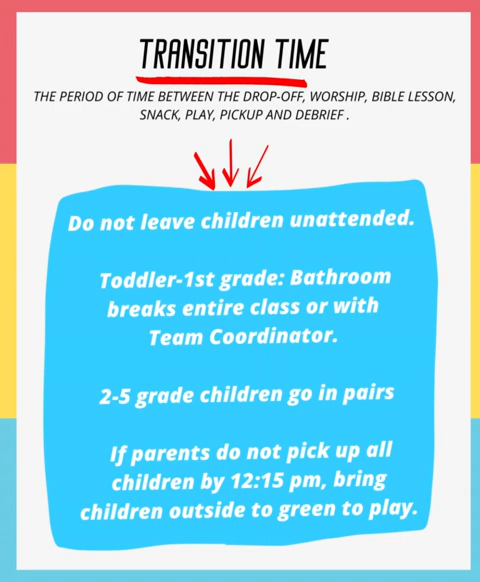 TRANSITION TIME
THE PERIOD OF TIME BETWEEN THE DROP-OFF, WORSHIP, BIBLE LESSON,
SNACK, PLAY, PICKUP AND DEBRIEF .
Do not leave children unattended.
Toddler-1st grade: Bathroom
breaks entire class or with
Team Coordinator.
2-5 grade children go in pairs
If parents do not pick up all
children by 12:15 pm, bring
children outside to green to play.